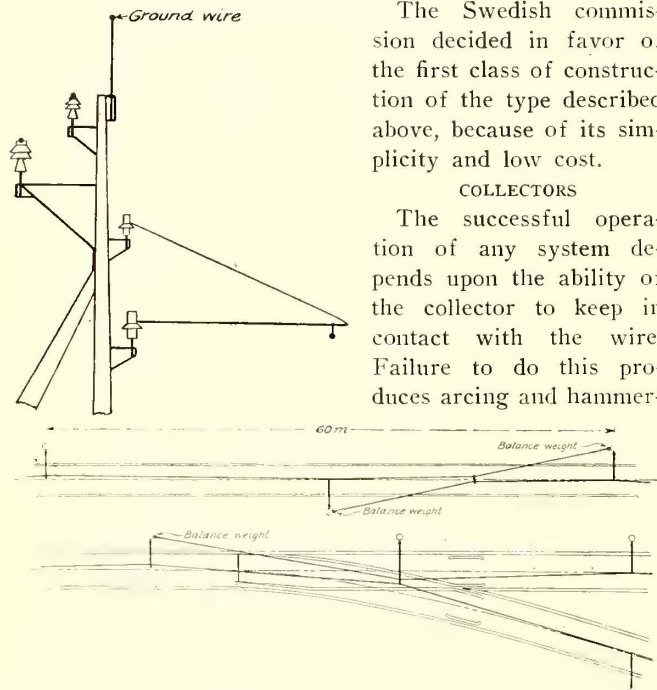 Ground wire
The Swedish commis-
sion decided in favor o
the first class of construc-
tion of the type described
above, because of its sim-
plicity and low cost.
COLLECTORS
The successful opera-
tion of any system de-
pends upon the ability of
the collector to keep in
contact with the wire
Failure to do this pro-
duces arcing and hammer-
60m
Balance weight
Balance weight
Balance weight